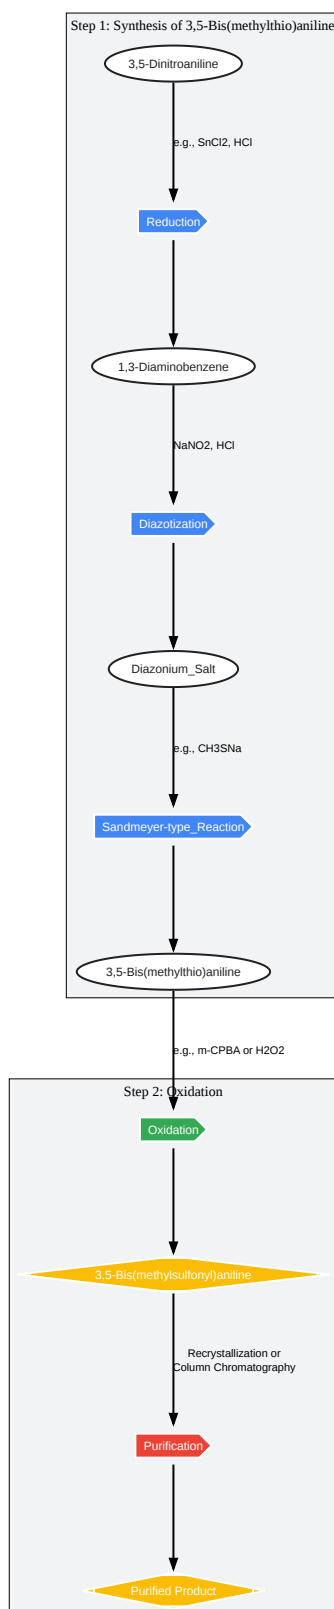 Step 1: Synthesis of 3,5-Bis(methylthio)aniline
3,5-Dinitroaniline
e.g., SnCl2, HCl
Reduction
1,3-Diaminobenzene
NaNO2, HCl
Diazotization
Diazonium_Salt
e.g., CH3SNa
Sandmeyer-type_Reaction
3,5-Bis(methylthio)aniline
e.g., m-CPBA or H2O2
Step 2: Oxidation
Oxidation
3,5-Bis(methylsulfonyl)aniline
Recrystallization or
Column Chromatography
Purification
Purified Product